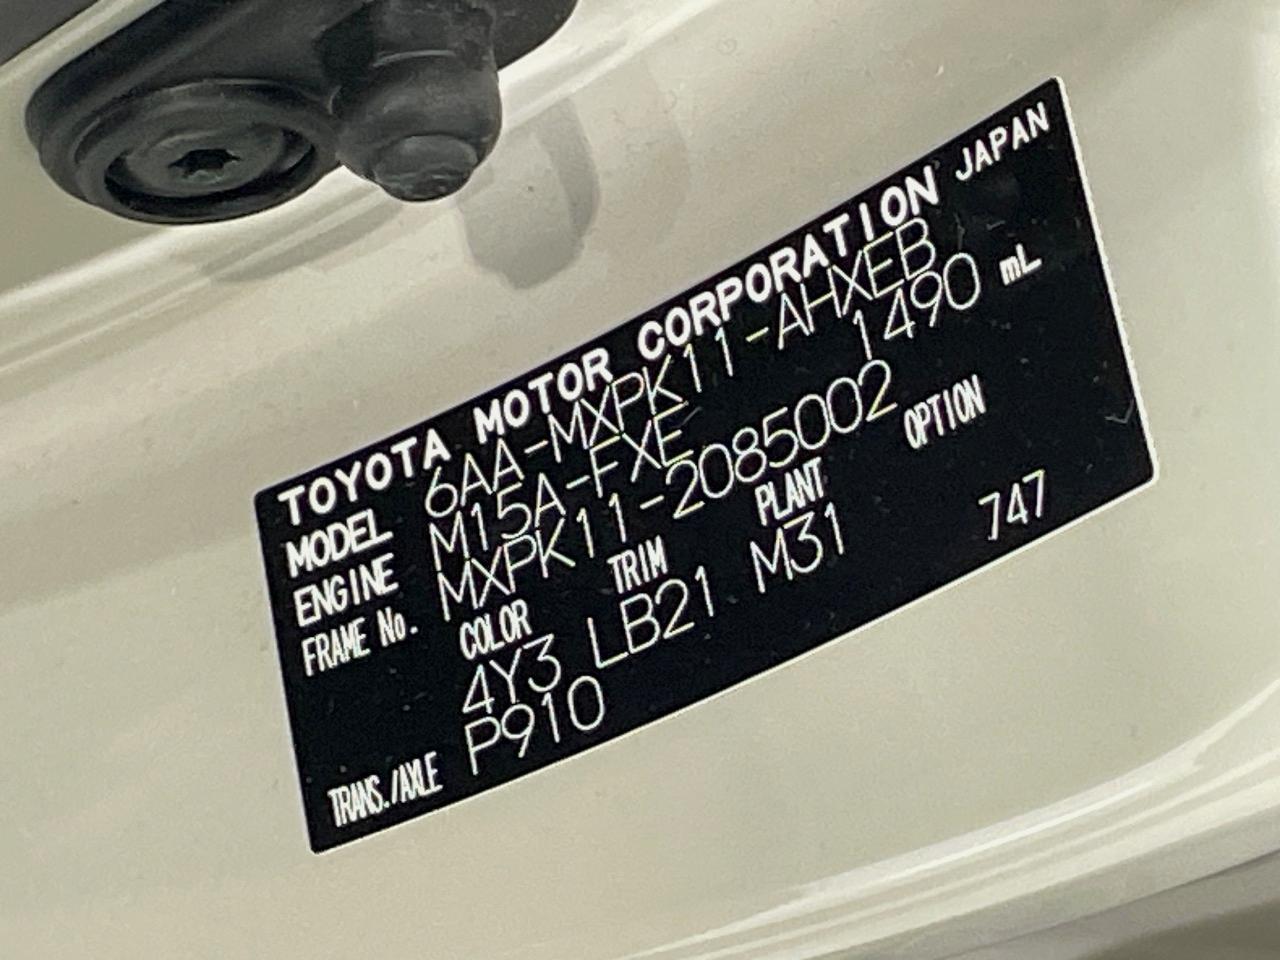 TOYOTA MOTOR CORPORATION JAPAN
MODEL 6AA-MXPK11-AHXEB
ENGINE M15A-FXE 1490 mL
FRAME No. MXPK11-2085002
COLOR TRIM PLANT OPTION
4Y3 LB21 M31 747
TRANS./AXLE P910